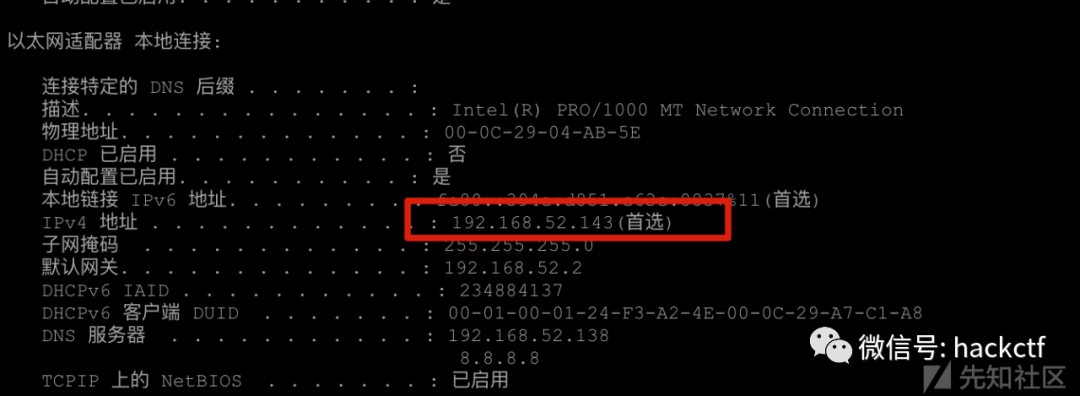 自动配置已启用. . . . . . . . . . : 是
以太网适配器 本地连接:
连接特定的 DNS 后缀 . . . . . . . :
描述. . . . . . . . . . . . . . . : Intel(R) PRO/1000 MT Network Connection
物理地址. . . . . . . . . . . . . : 00-0C-29-04-AB-5E
DHCP 已启用 . . . . . . . . . . . : 否
自动配置已启用. . . . . . . . . . : 是
本地链接 IPv6 地址. . . . . . . . : (首选)
IPv4 地址 . . . . . . . . . . . . : 192.168.52.143(首选)
子网掩码 . . . . . . . . . . . . : 255.255.255.0
默认网关. . . . . . . . . . . . . : 192.168.52.2
DHCPv6 IAID . . . . . . . . . . . : 234884137
DHCPv6 客户端 DUID . . . . . . . : 00-01-00-01-24-F3-A2-4E-00-0C-29-A7-C1-A8
DNS 服务器 . . . . . . . . . . . : 192.168.52.138
8.8.8.8
TCPIP 上的 NetBIOS . . . . . . . : 已启用
微信号: hackctf
先知社区